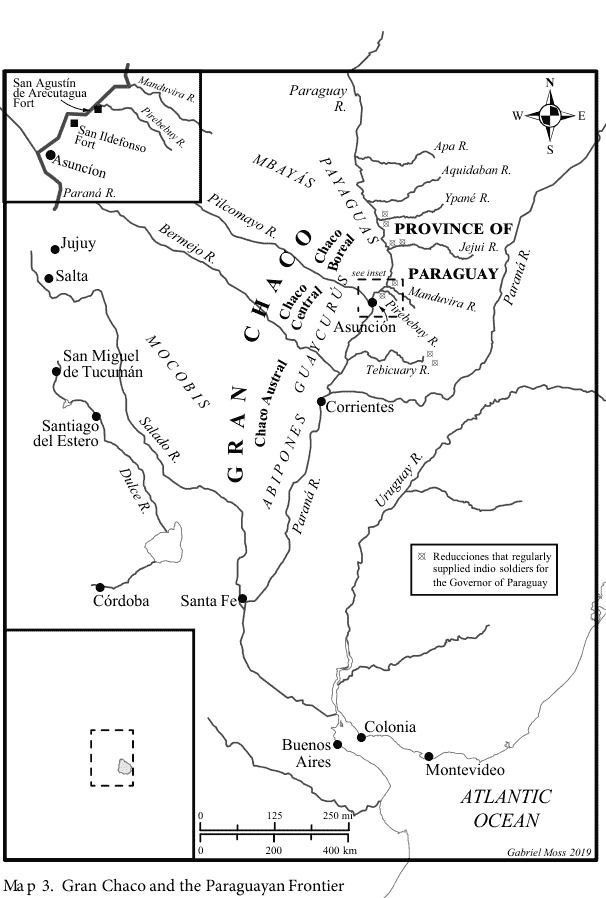 San Agustín
de Arecutagua
Fort
Manduvira R.
Pirebebuy R.
San Ildefonso
Fort
Asuncíon
Paraná R.
Paraguay
R.
N
W
E
S
Apa R.
Aquidaban R.
Ypané R.
MBAYÁS
PAYAGUAS
Pilcomayo R.
Bermejo R.
PROVINCE OF
PARAGUAY
Jejui R.
Paraná R.
Jujuy
Salta
GRAN CHACO
Chaco
Boreal
see inset
Manduvira R.
Pirebebuy R.
Chaco
Central
Asunción
GUAYCURÚS
Tebicuary R.
San Miguel
de Tucumán
MOCOBIS
Chaco Austral
Corrientes
Santiago
del Estero
Salado R.
ABIPONES
Dulce R.
Paraná R.
Uruguay R.
Reducciones that regularly
supplied indio soldiers for
the Governor of Paraguay
Córdoba
Santa Fe
Colonia
Buenos
Aires
Montevideo
ATLANTIC
OCEAN
0 125 250 mi
0 200 400 km
Gabriel Moss 2019
Map 3. Gran Chaco and the Paraguayan Frontier